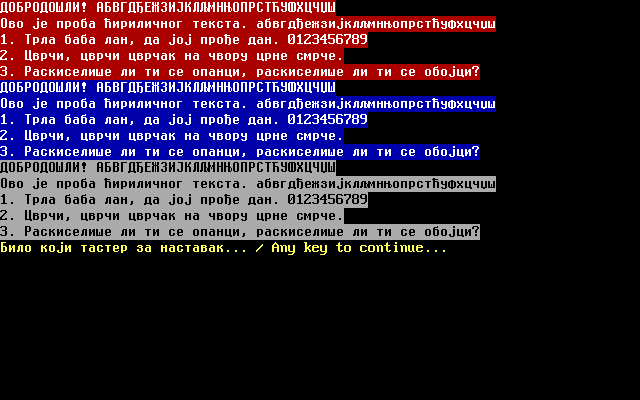 ДОБРОДОШЛИ! АБВГДЂЕЖЗИЈКЛЉМНЊОПРСТЋУФХЦЧЏШ
Ово је проба ћириличног текста. абвгдђежзијклљмнњопрстћуфхцчџш
1. Трла баба лан, да јој прође дан. 0123456789
2. Цврчи, цврчи цврчак на чвору црне смрче.
3. Раскиселише ли ти се опанци, раскиселише ли ти се обојци?
ДОБРОДОШЛИ! АБВГДЂЕЖЗИЈКЛЉМНЊОПРСТЋУФХЦЧЏШ
Ово је проба ћириличног текста. абвгдђежзијклљмнњопрстћуфхцчџш
1. Трла баба лан, да јој прође дан. 0123456789
2. Цврчи, цврчи цврчак на чвору црне смрче.
3. Раскиселише ли ти се опанци, раскиселише ли ти се обојци?
ДОБРОДОШЛИ! АБВГДЂЕЖЗИЈКЛЉМНЊОПРСТЋУФХЦЧЏШ
Ово је проба ћириличног текста. абвгдђежзијклљмнњопрстћуфхцчџш
1. Трла баба лан, да јој прође дан. 0123456789
2. Цврчи, цврчи цврчак на чвору црне смрче.
3. Раскиселише ли ти се опанци, раскиселише ли ти се обојци?
Било који тастер за наставак... / Any key to continue...